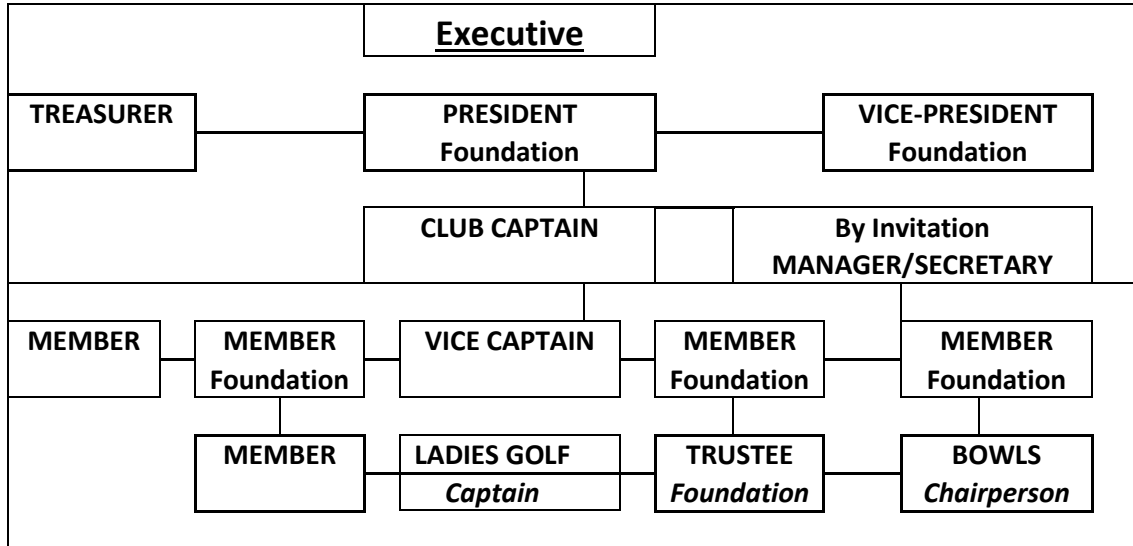 Executive
TREASURER
PRESIDENT
Foundation
VICE-PRESIDENT
Foundation
CLUB CAPTAIN
By Invitation
MANAGER/SECRETARY
MEMBER
MEMBER
Foundation
VICE CAPTAIN
MEMBER
Foundation
MEMBER
Foundation
MEMBER
LADIES GOLF
Captain
TRUSTEE
Foundation
BOWLS
Chairperson